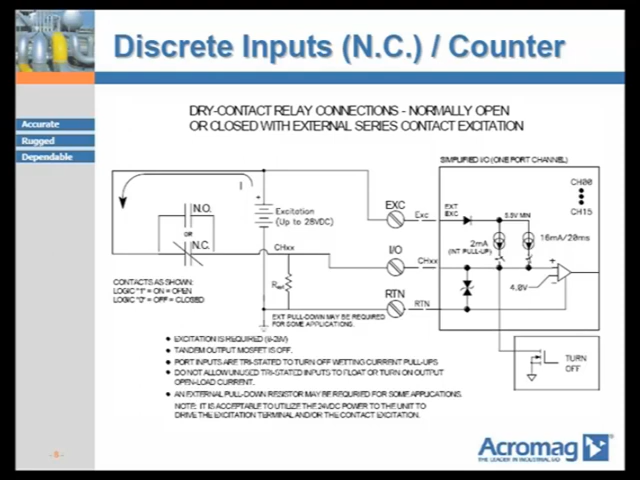 Discrete Inputs (N.C.) / Counter
Accurate
Rugged
Dependable
DRY-CONTACT RELAY CONNECTIONS - NORMALLY OPEN
OR CLOSED WITH EXTERNAL SERIES CONTACT EXCITATION
SIMPLIFIED I/O (ONE PORT CHANNEL)
CH00
CH15
I
+
N.O.
OR
N.C.
Excitation
(Up to 28VDC)
CHxx
EXC
Exc
EXT
EXC
5.5V MIN
2mA
(INT PULL-UP)
16mA/20ms
I/O
CHxx
4.0V
+
-
RTN
RTN
CONTACTS AS SHOWN:
LOGIC "1" = ON = OPEN
LOGIC "0" = OFF = CLOSED
EXT PULL-DOWN MAY BE REQUIRED
FOR SOME APPLICATIONS.
TURN
OFF
• EXCITATION IS REQUIRED
• TANDEM OUTPUT MOSFET IS OFF.
• PORT INPUTS ARE TRI-STATED TO TURN OFF WETTING CURRENT PULL-UPS.
• DO NOT ALLOW UNUSED TRI-STATED INPUTS TO FLOAT OR TURN ON OUTPUT
OPEN-LOAD CURRENT.
• AN EXTERNAL PULL-DOWN RESISTOR MAY BE REQUIRED FOR SOME APPLICATIONS.
NOTE: IT IS ACCEPTABLE TO UTILIZE THE 24VDC POWER TO THE UNIT TO
DRIVE THE EXCITATION TERMINAL AND/OR THE CONTACT EXCITATION.
- 8 -
Acromag
THE LEADER IN INDUSTRIAL I/O